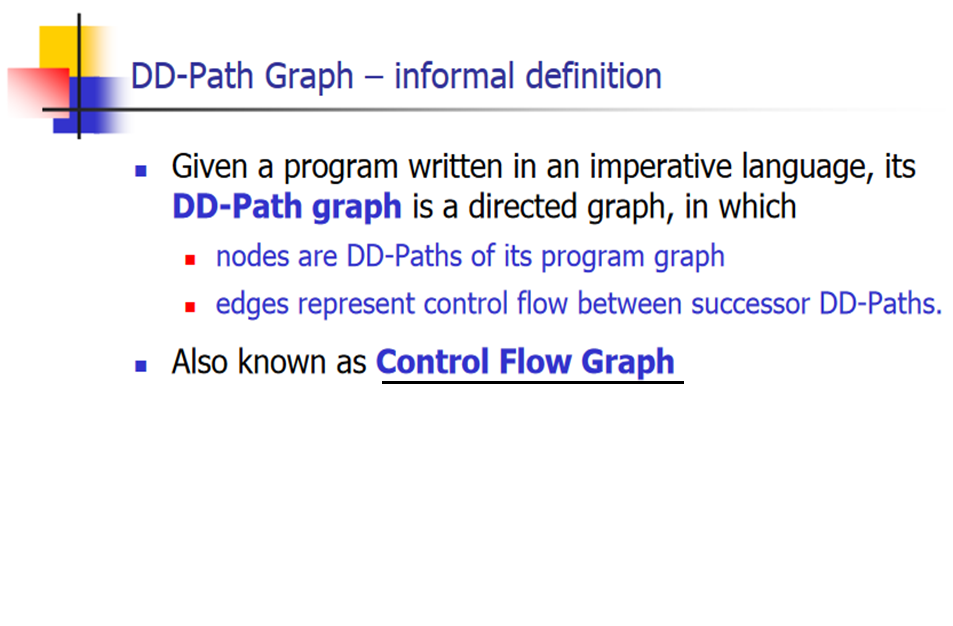 DD-Path Graph – informal definition
Given a program written in an imperative language, its
DD-Path graph is a directed graph, in which
nodes are DD-Paths of its program graph
edges represent control flow between successor DD-Paths.
Also known as Control Flow Graph